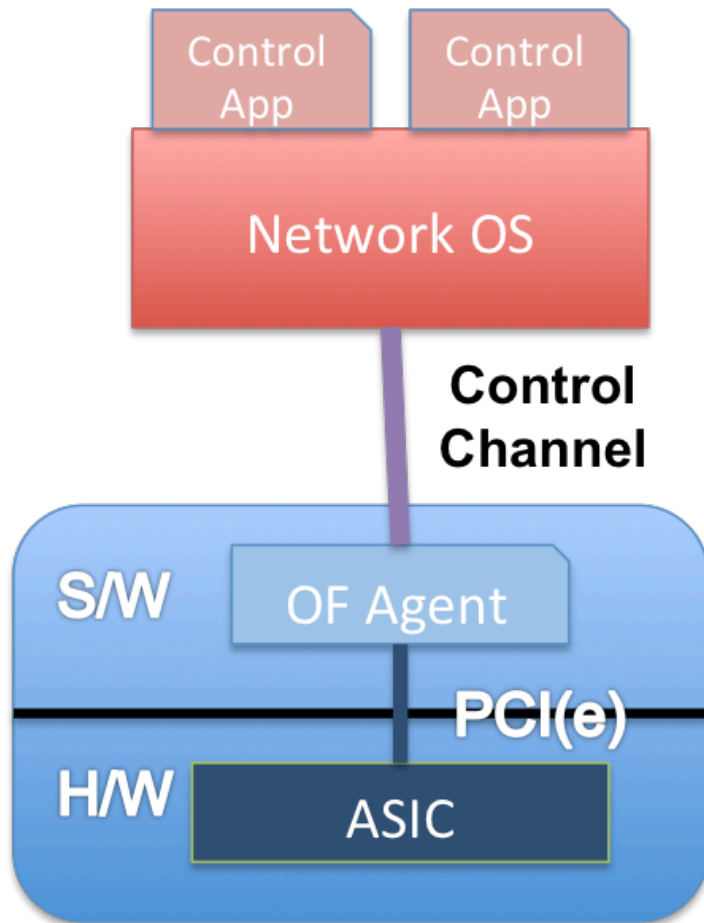 Control
App
Control
App
Network OS
Control
Channel
S/W
OF Agent
PCI(e)
H/W
ASIC